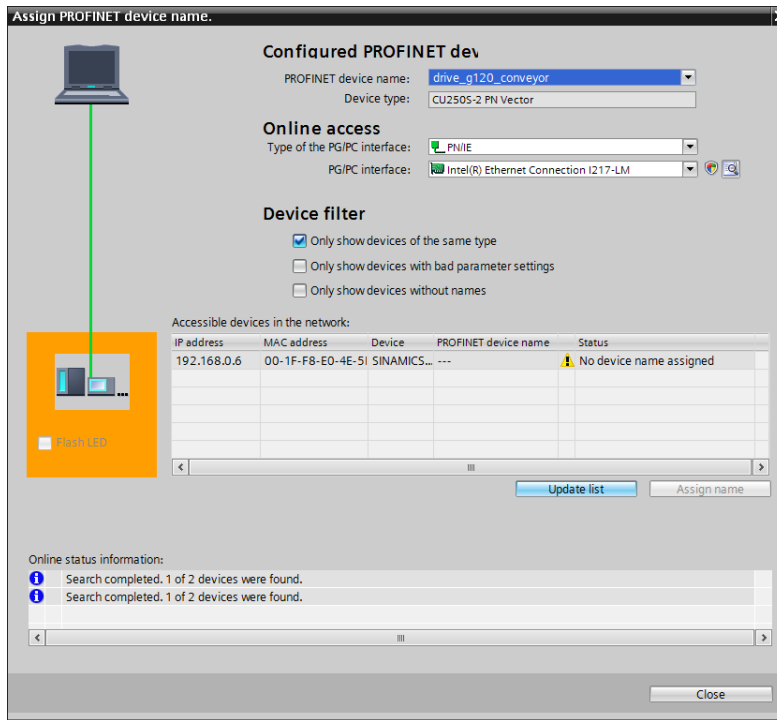 Assign PROFINET device name.
Configured PROFINET dev
PROFINET device name: drive_g120_conveyor
Device type: CU250S-2 PN Vector
Online access
Type of the PG/PC interface: PN/IE
PG/PC interface: Intel(R) Ethernet Connection I217-LM
Device filter
Only show devices of the same type
Only show devices with bad parameter settings
Only show devices without names
Accessible devices in the network:
IP address MAC address Device PROFINET device name Status
192.168.0.6 00-1F-F8-E0-4E-5 SINAMICS... --- No device name assigned
...
Flash LED
Update list Assign name
Online status information:
Search completed. 1 of 2 devices were found.
Search completed. 1 of 2 devices were found.
Close